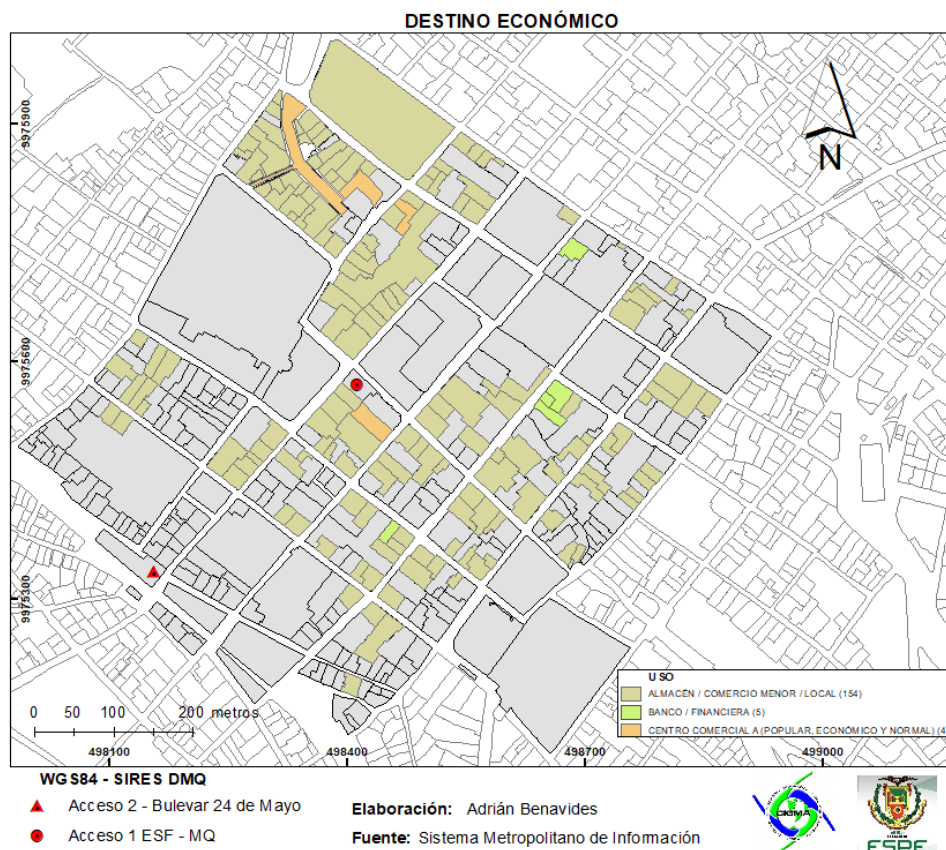 DESTINO ECONÓMICO
9975900
N
9975600
9975300
USO
ALMACÉN / COMERCIO MENOR / LOCAL (154)
BANCO / FINANCIERA (5)
CENTRO COMERCIAL A (POPULAR, ECONÓMICO Y NORMAL) (4
0 50 100 200 metros
498100 498400 498700 499000
WGS84 - SIRES DMQ
Acceso 2 - Bulevar 24 de Mayo
Acceso 1 ESF - MQ
Elaboración: Adrián Benavides
Fuente: Sistema Metropolitano de Información
CIGMA
ESPE